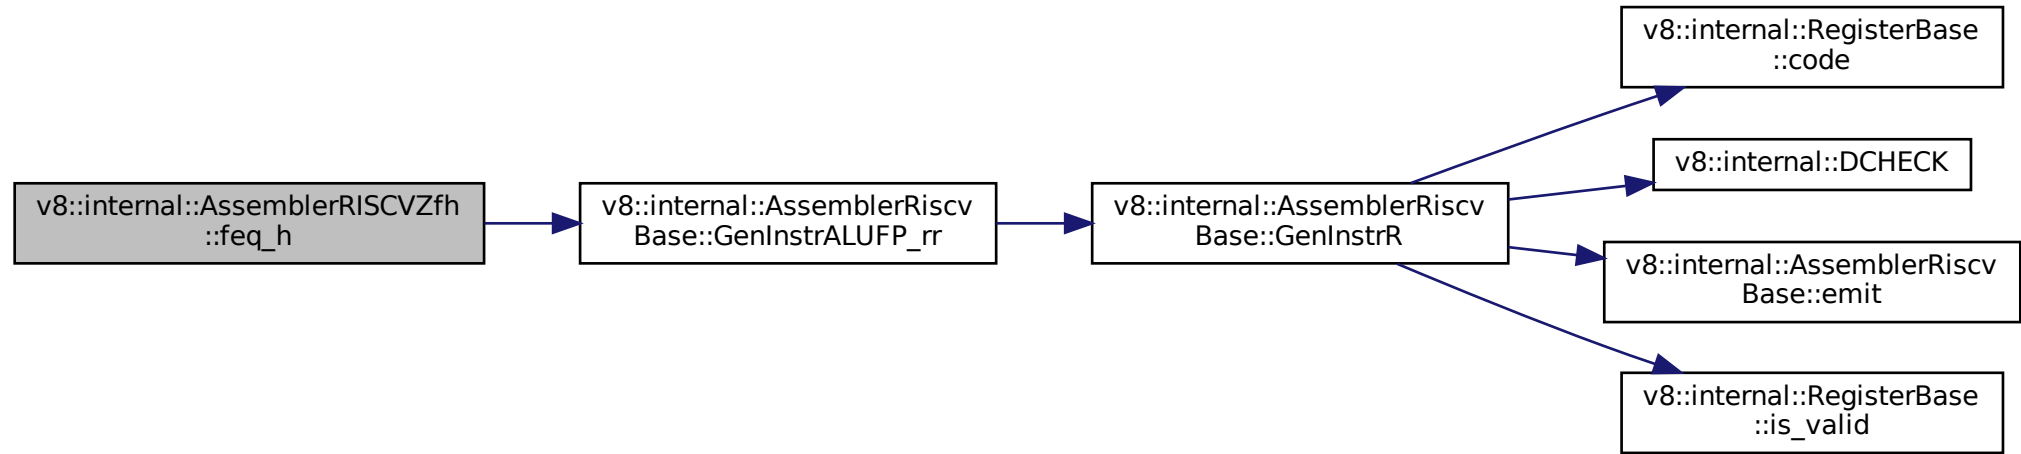 v8::internal::AssemblerRISCVZfh
::feq_h
v8::internal::AssemblerRiscv
Base::GenInstrALUFP_rr
v8::internal::AssemblerRiscv
Base::GenInstrR
v8::internal::RegisterBase
::code
v8::internal::DCHECK
v8::internal::AssemblerRiscv
Base::emit
v8::internal::RegisterBase
::is_valid